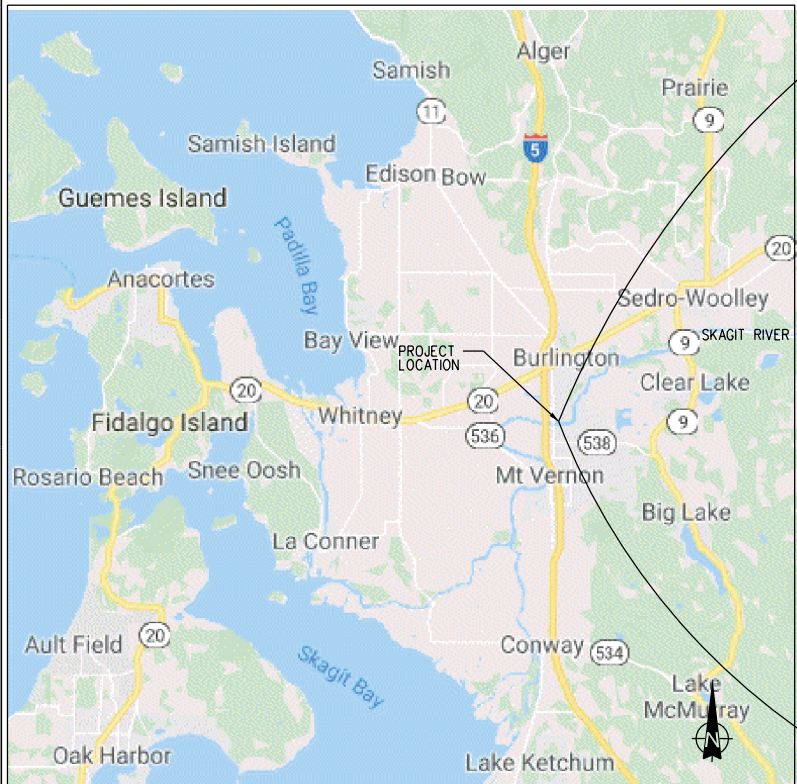 Alger
Samish
Prairie
11
9
Samish Island
5
Edison Bow
Guemes Island
Padilla Bay
20
Anacortes
Sedro-Woolley
Bay View
PROJECT
LOCATION
Burlington
9
SKAGIT RIVER
Clear Lake
20
20
Whitney
Fidalgo Island
536
538
9
Rosario Beach
Snee Oosh
Mt Vernon
Big Lake
La Conner
Ault Field
20
Skagit Bay
Conway
534
Lake
McMurray
N
Oak Harbor
Lake Ketchum